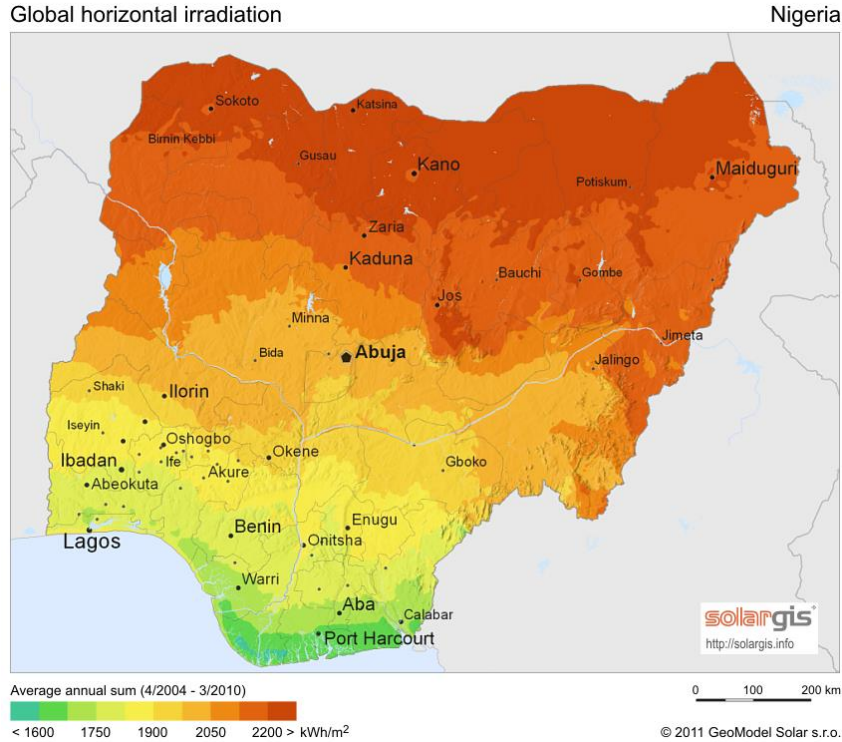 Global horizontal irradiation
Nigeria
Sokoto
Katsina
Birnin Kebbi
Gusau
Kano
Maiduguri
Potiskum
Zaria
Kaduna
Bauchi
Gombe
Jos
Minna
Jimeta
Bida
Abuja
Jalingo
Shaki
Ilorin
Iseyin
Oshogbo
Okene
Ibadan
Ife
Akure
Gboko
Abeokuta
Enugu
Benin
Lagos
Onitsha
Warri
Aba
Calabar
Port Harcourt
solargis
http://solargis.info
Average annual sum (4/2004 - 3/2010)
0 100 200 km
< 1600 1750 1900 2050 2200 > kWh/m²
© 2011 GeoModel Solar s.r.o.